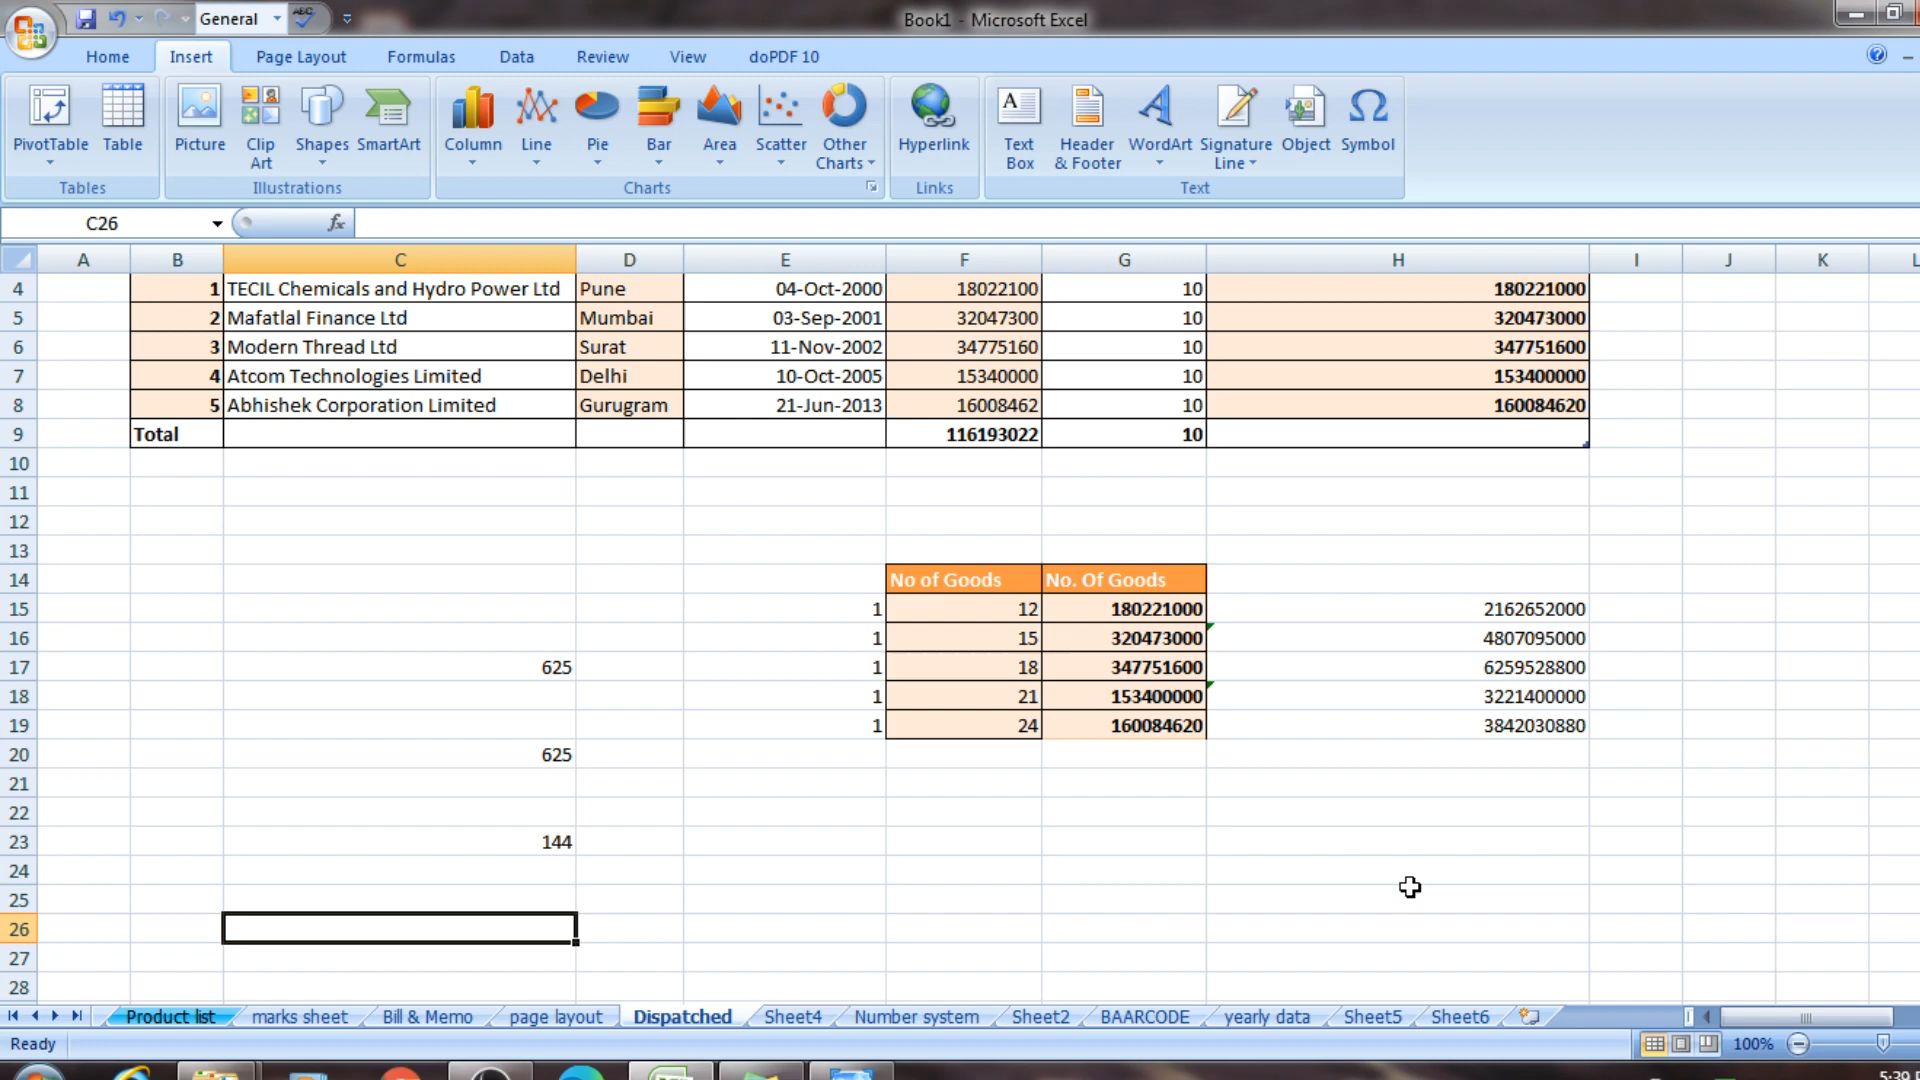 General ABC
Book1 - Microsoft Excel
Home Insert Page Layout Formulas Data Review View doPDF 10
PivotTable Table Picture Clip Art Shapes SmartArt Column Line Pie Bar Area Scatter Other Charts Hyperlink Text Box Header & Footer WordArt Signature Line Object Symbol
Tables Illustrations Charts Links Text
C26 fx
A B C D E F G H I J K L
4 1 TECIL Chemicals and Hydro Power Ltd Pune 04-Oct-2000 18022100 10 180221000
5 2 Mafatlal Finance Ltd Mumbai 03-Sep-2001 32047300 10 320473000
6 3 Modern Thread Ltd Surat 11-Nov-2002 34775160 10 347751600
7 4 Atcom Technologies Limited Delhi 10-Oct-2005 15340000 10 153400000
8 5 Abhishek Corporation Limited Gurugram 21-Jun-2013 16008462 10 160084620
9 Total 116193022 10
10
11
12
13
14 No of Goods No. Of Goods
15 1 12 180221000 2162652000
16 1 15 320473000 4807095000
17 625 1 18 347751600 6259528800
18 1 21 153400000 3221400000
19 1 24 160084620 3842030880
20 625
21
22
23 144
24
25
26
27
28
Product list marks sheet Bill & Memo page layout Dispatched Sheet4 Number system Sheet2 BAARCODE yearly data Sheet5 Sheet6
Ready 100%